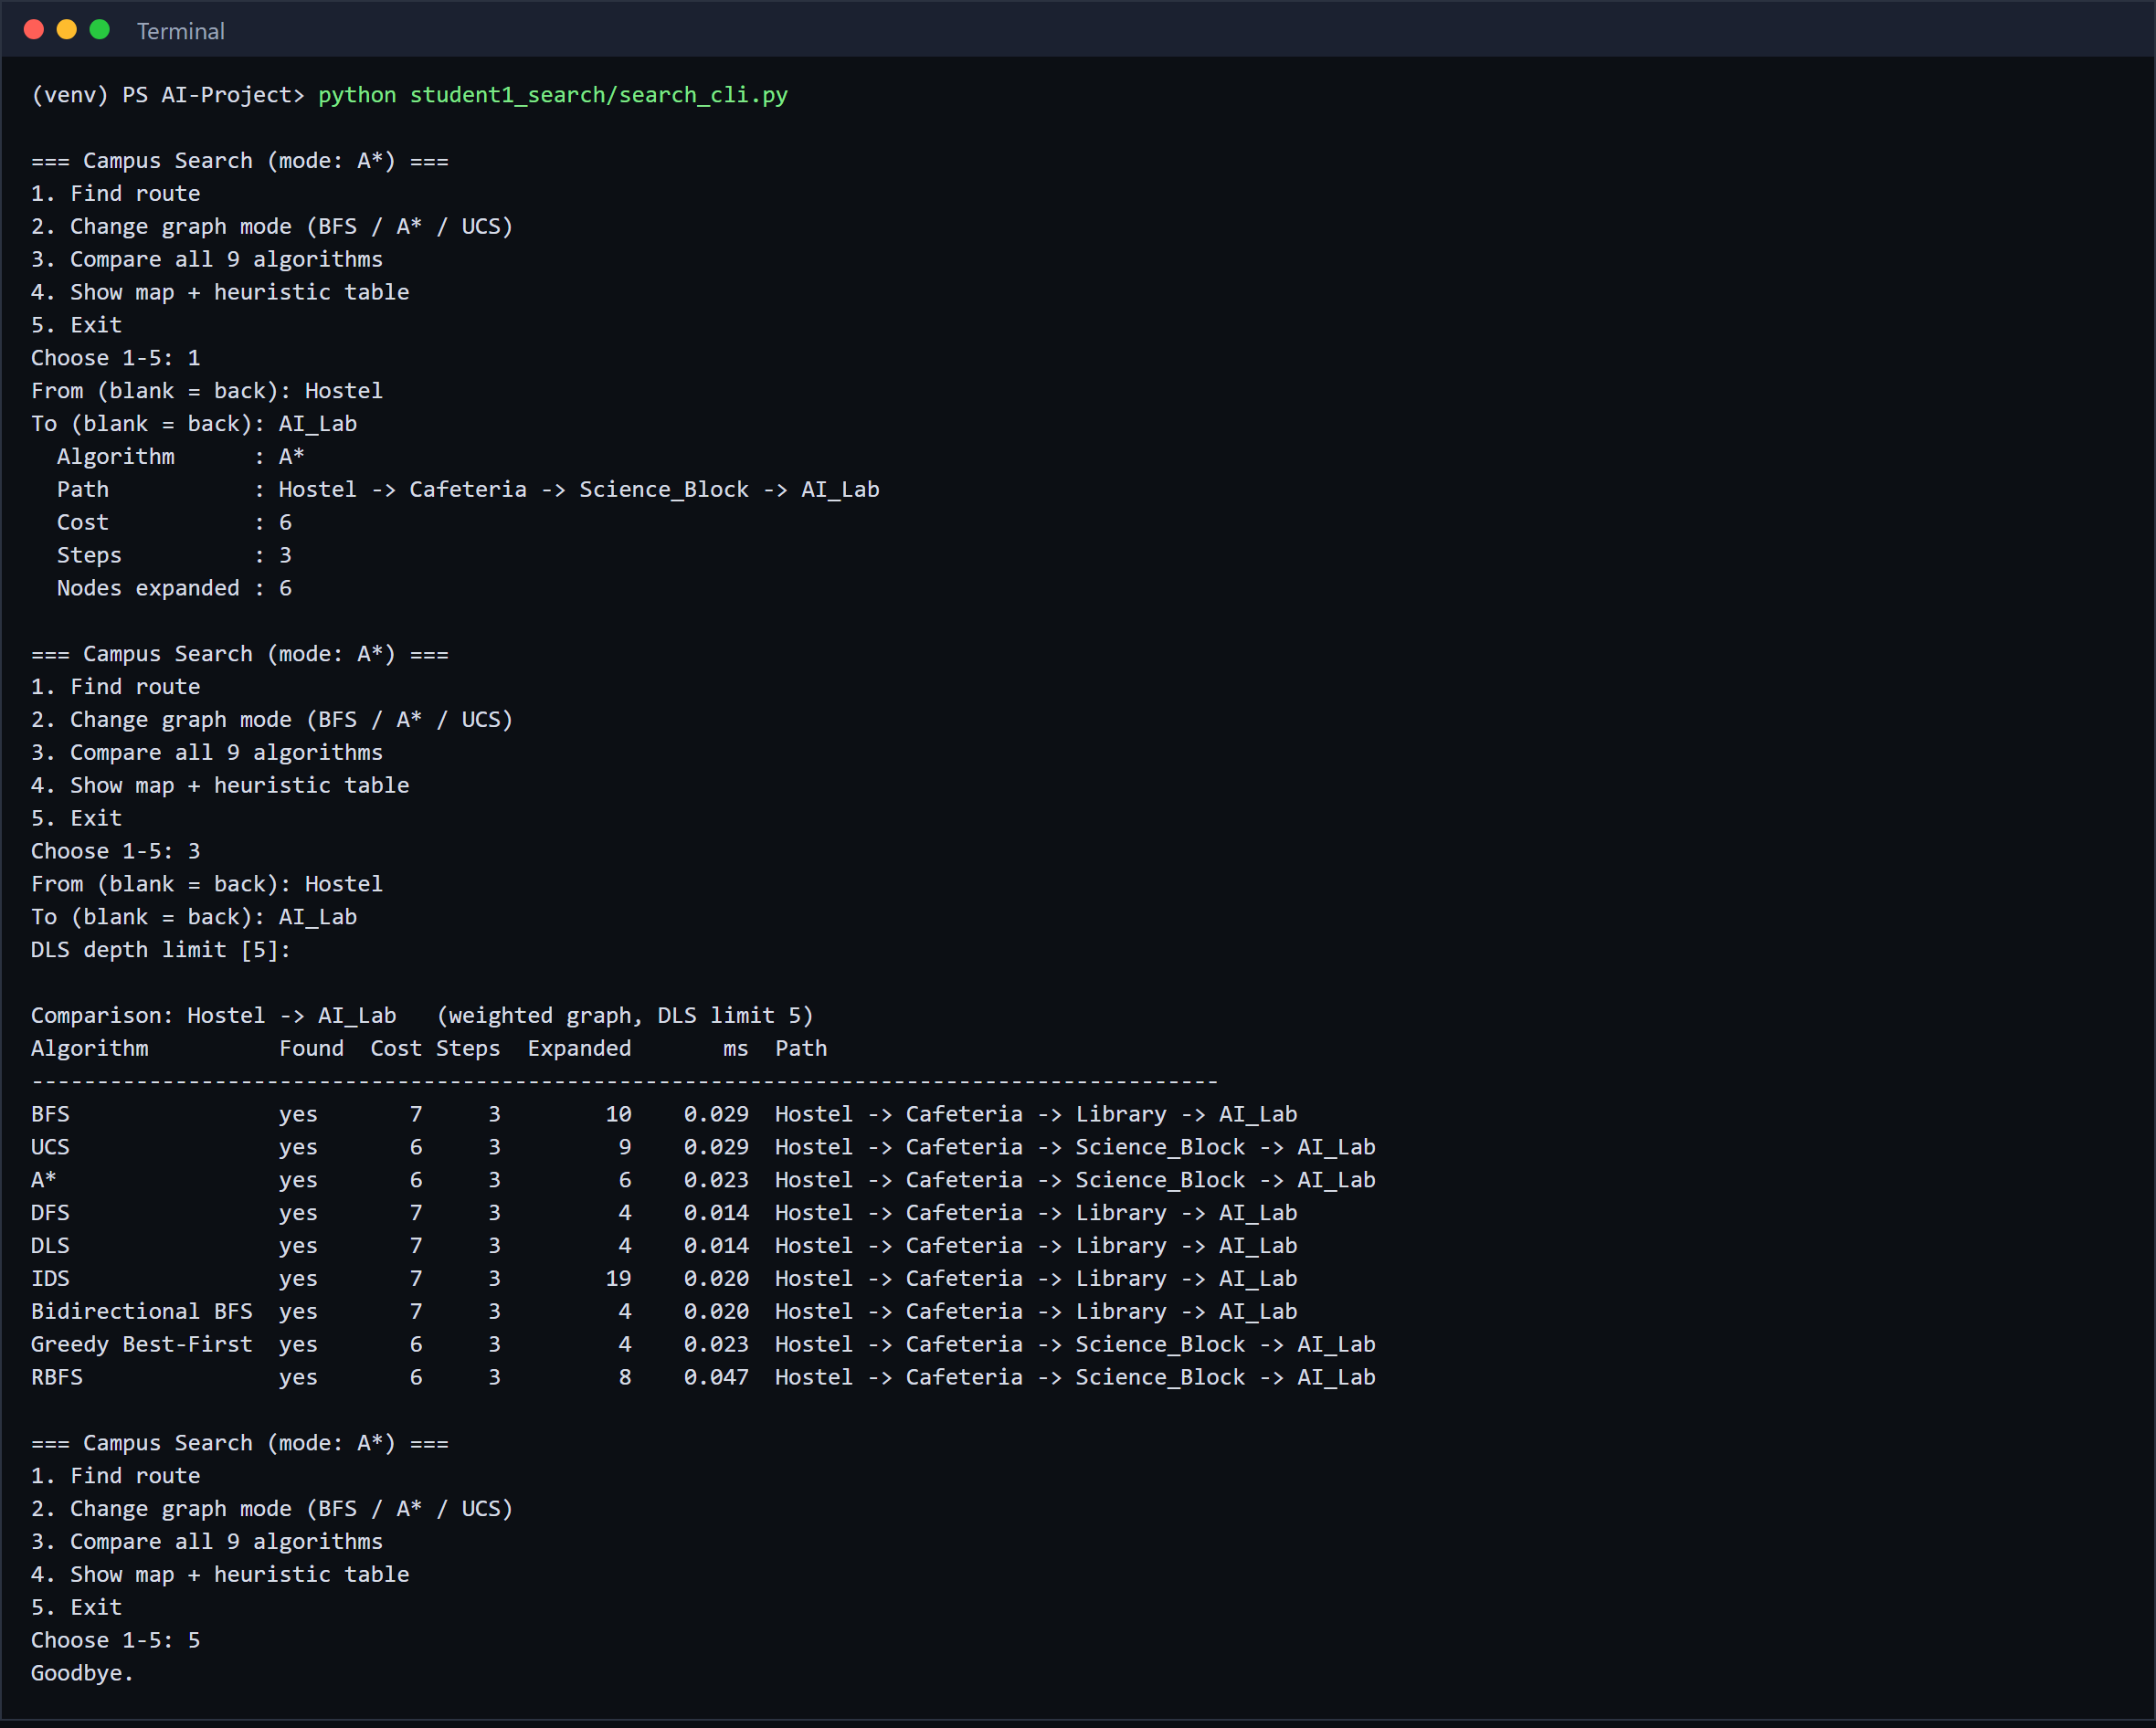 Terminal
(venv) PS AI-Project> python student1_search/search_cli.py
=== Campus Search (mode: A*) ===
1. Find route
2. Change graph mode (BFS / A* / UCS)
3. Compare all 9 algorithms
4. Show map + heuristic table
5. Exit
Choose 1-5: 1
From (blank = back): Hostel
To (blank = back): AI_Lab
  Algorithm      : A*
  Path           : Hostel -> Cafeteria -> Science_Block -> AI_Lab
  Cost           : 6
  Steps          : 3
  Nodes expanded : 6
=== Campus Search (mode: A*) ===
1. Find route
2. Change graph mode (BFS / A* / UCS)
3. Compare all 9 algorithms
4. Show map + heuristic table
5. Exit
Choose 1-5: 3
From (blank = back): Hostel
To (blank = back): AI_Lab
DLS depth limit [5]:
Comparison: Hostel -> AI_Lab   (weighted graph, DLS limit 5)
Algorithm          Found  Cost Steps  Expanded       ms  Path
-------------------------------------------------------------------------------------------
BFS                yes       7     3        10    0.029  Hostel -> Cafeteria -> Library -> AI_Lab
UCS                yes       6     3         9    0.029  Hostel -> Cafeteria -> Science_Block -> AI_Lab
A*                 yes       6     3         6    0.023  Hostel -> Cafeteria -> Science_Block -> AI_Lab
DFS                yes       7     3         4    0.014  Hostel -> Cafeteria -> Library -> AI_Lab
DLS                yes       7     3         4    0.014  Hostel -> Cafeteria -> Library -> AI_Lab
IDS                yes       7     3        19    0.020  Hostel -> Cafeteria -> Library -> AI_Lab
Bidirectional BFS  yes       7     3         4    0.020  Hostel -> Cafeteria -> Library -> AI_Lab
Greedy Best-First  yes       6     3         4    0.023  Hostel -> Cafeteria -> Science_Block -> AI_Lab
RBFS               yes       6     3         8    0.047  Hostel -> Cafeteria -> Science_Block -> AI_Lab
=== Campus Search (mode: A*) ===
1. Find route
2. Change graph mode (BFS / A* / UCS)
3. Compare all 9 algorithms
4. Show map + heuristic table
5. Exit
Choose 1-5: 5
Goodbye.